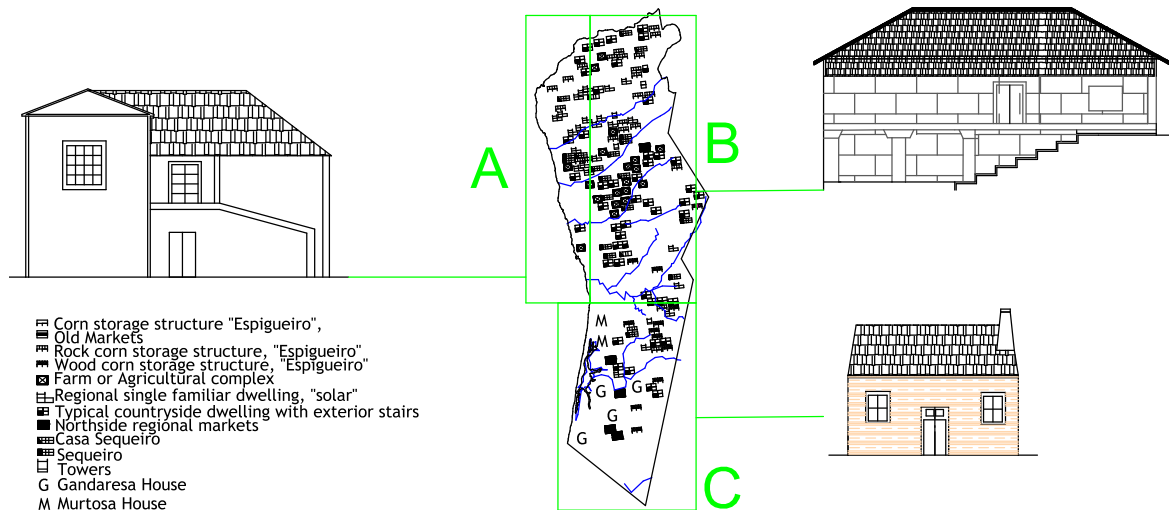 A
B
C
M
M
G
G
G
G
Corn storage structure "Espigueiro",
Old Markets
Rock corn storage structure, "Espigueiro"
Wood corn storage structure, "Espigueiro"
Farm or Agricultural complex
Regional single familiar dwelling, "solar"
Typical countryside dwelling with exterior stairs
Northside regional markets
Casa Sequeiro
Sequeiro
Towers
G Gandaresa House
M Murtosa House